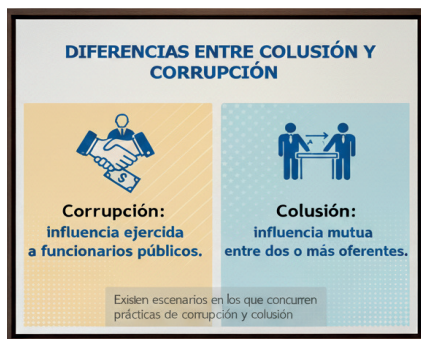 DIFERENCIAS ENTRE COLUSIÓN Y
CORRUPCIÓN
$
Corrupción:
influencia ejercida
a funcionarios públicos.
Colusión:
influencia mutua
entre dos o más oferentes.
Existen escenarios en los que concurren
prácticas de corrupción y colusión